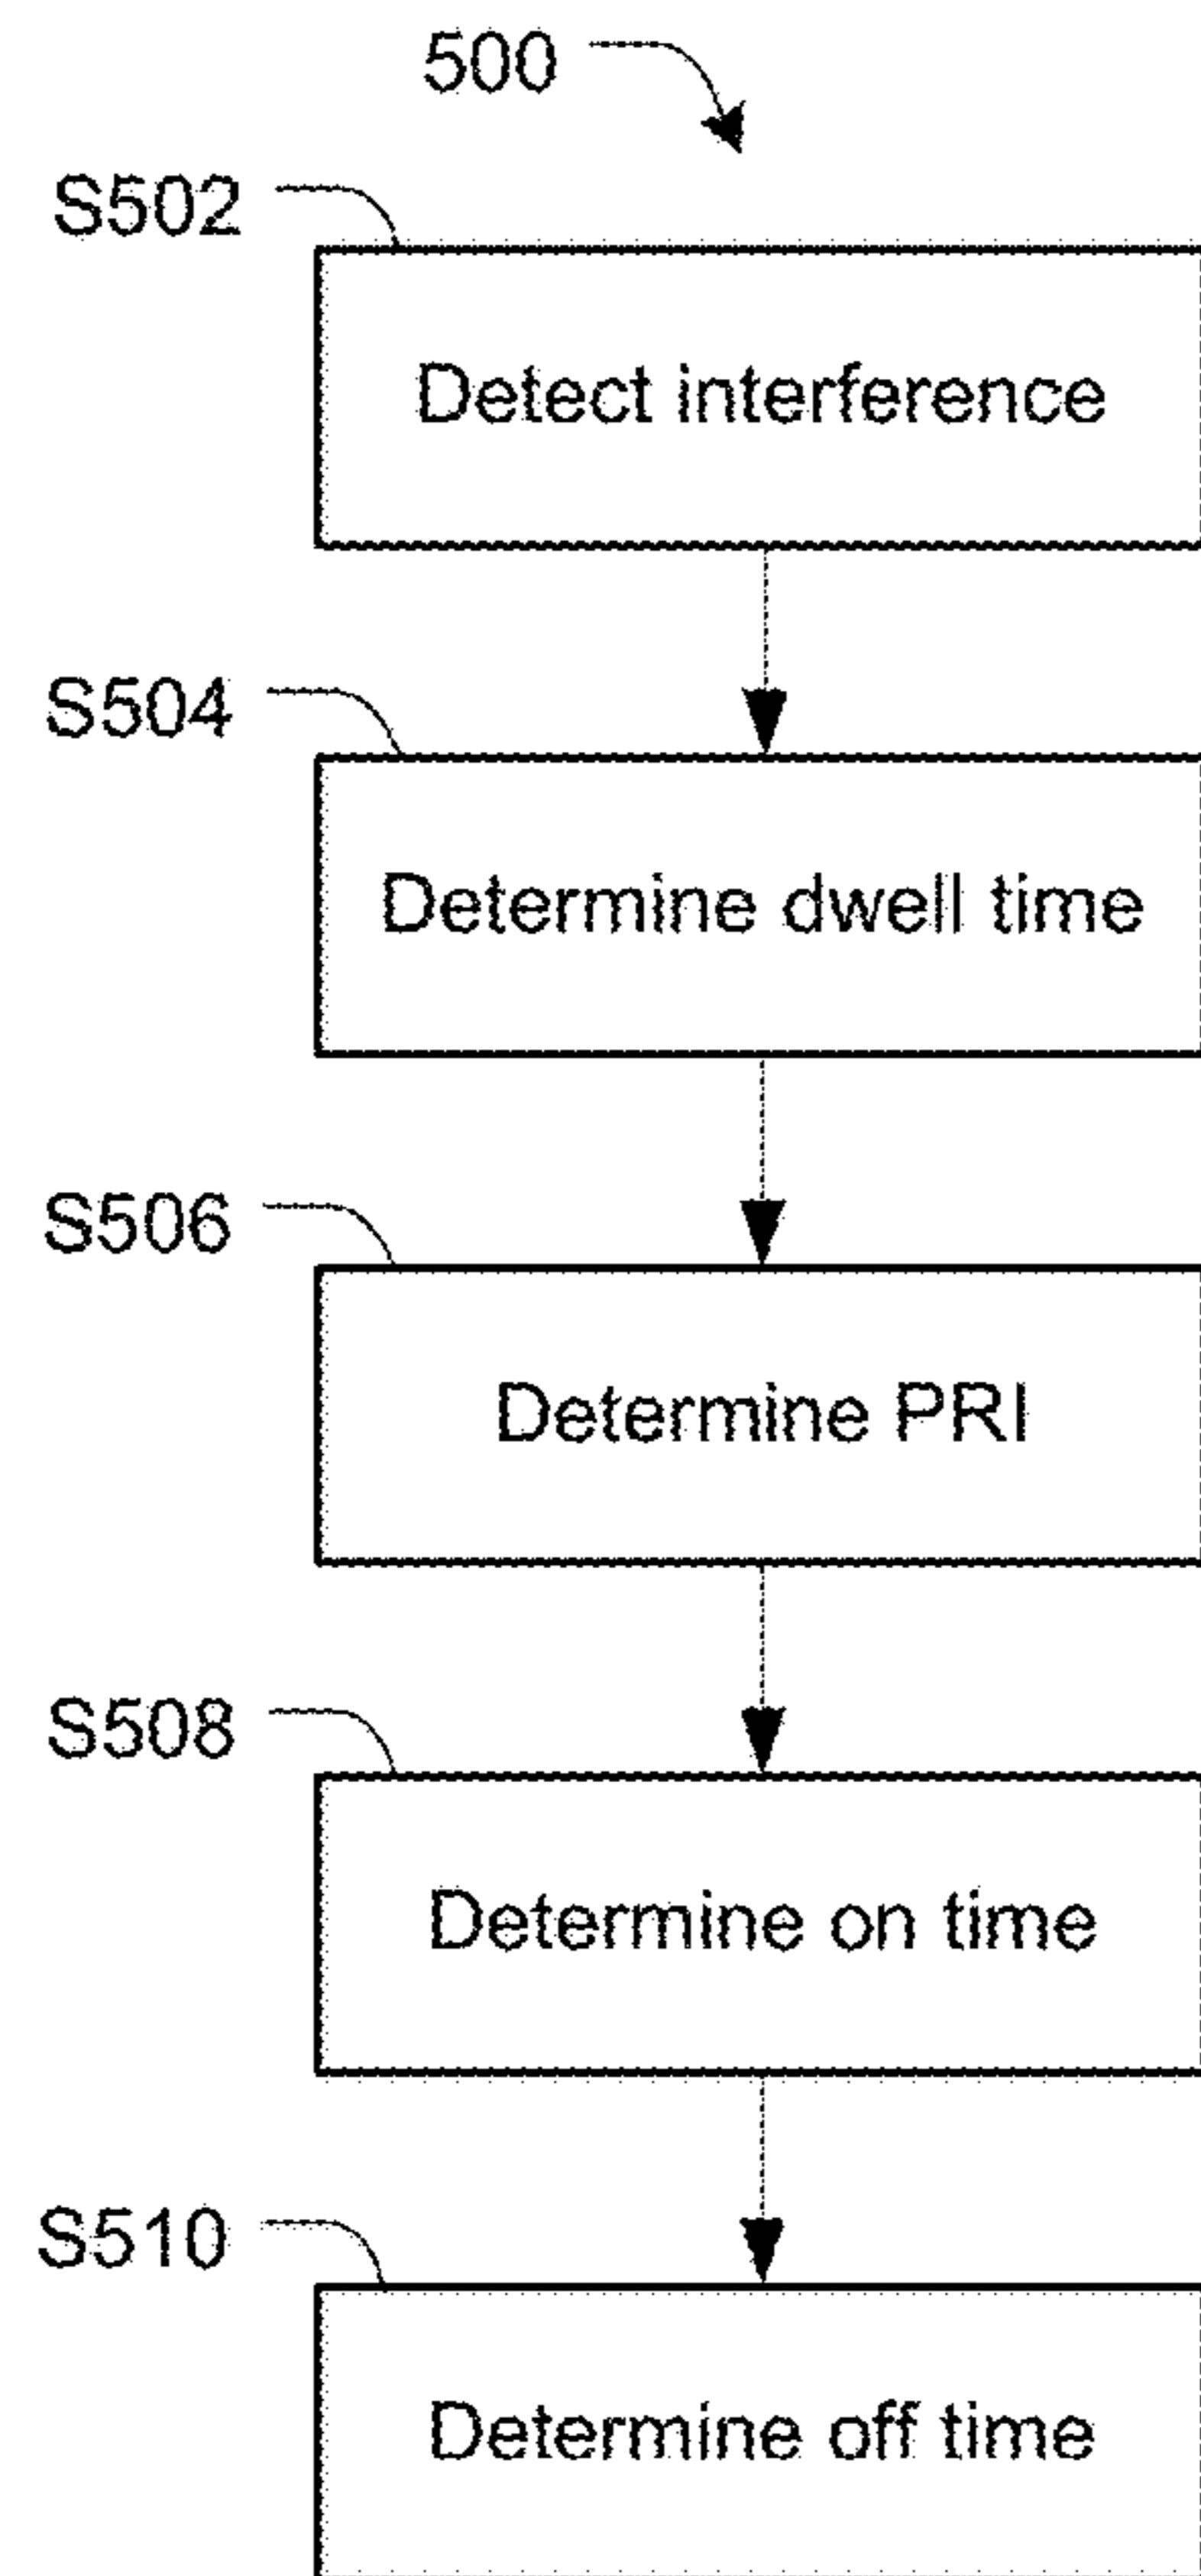 500
S502
Detect interference
S504
Determine dwell time
S506
Determine PRI
S508
Determine on time
S510
Determine off time